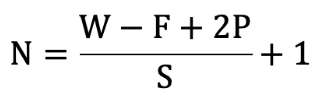 N = (W − F + 2P) / S + 1